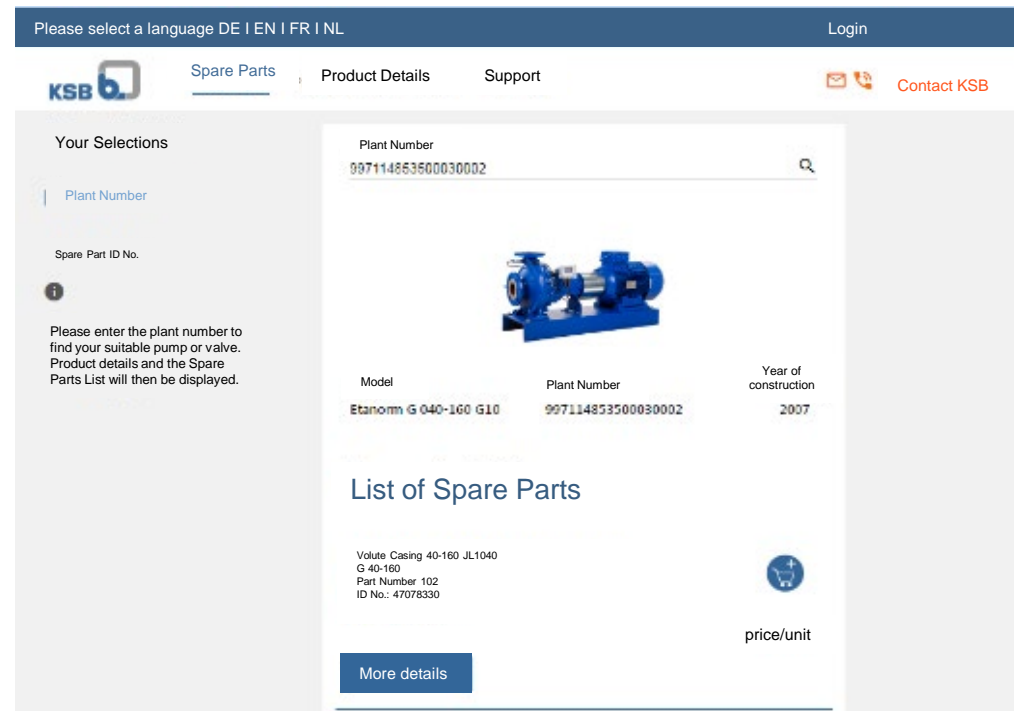 Please select a language DE I EN I FR I NL
Login
KSB b.
Spare Parts
Product Details
Support
Contact KSB
Your Selections
Plant Number
Spare Part ID No.
Please enter the plant number to
find your suitable pump or valve.
Product details and the Spare
Parts List will then be displayed.
Plant Number
997114853500030002
Model
Plant Number
Year of
construction
Etanorm G 040-160 G10
997114853500030002
2007
List of Spare Parts
Volute Casing 40-160 JL1040
G 40-160
Part Number 102
ID No.: 47078330
price/unit
More details